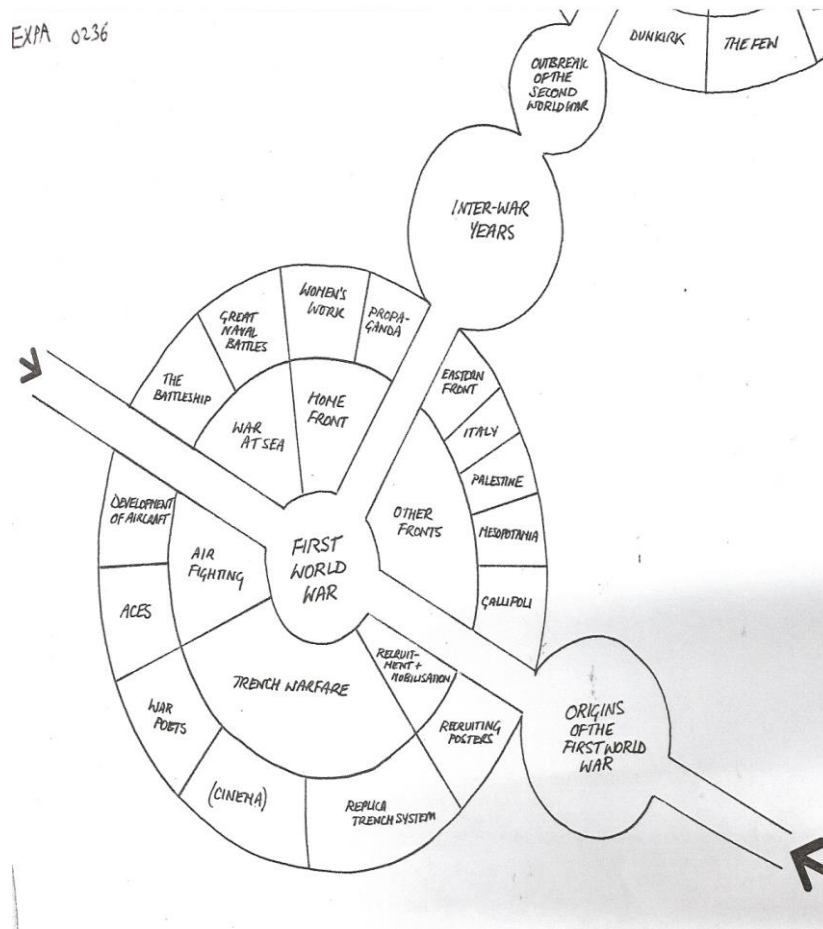 EXPA 0236
DUNKIRK
THE FEW
OUTBREAK
OF THE
SECOND
WORLD WAR
INTER-WAR
YEARS
WOMEN'S
WORK
PROPA-
GANDA
GREAT
NAVAL
BATTLES
THE
BATTLESHIP
HOME
FRONT
WAR
AT SEA
EASTERN
FRONT
ITALY
PALESTINE
MESOPOTAMIA
GALLIPOLI
OTHER
FRONTS
DEVELOPMENT
OF AIRCRAFT
AIR
FIGHTING
FIRST
WORLD
WAR
ACES
TRENCH WARFARE
RECRUIT-
MENT +
MOBILISATION
WAR
POETS
RECRUITING
POSTERS
(CINEMA)
REPLICA
TRENCH SYSTEM
ORIGINS
OF THE
FIRST WORLD
WAR